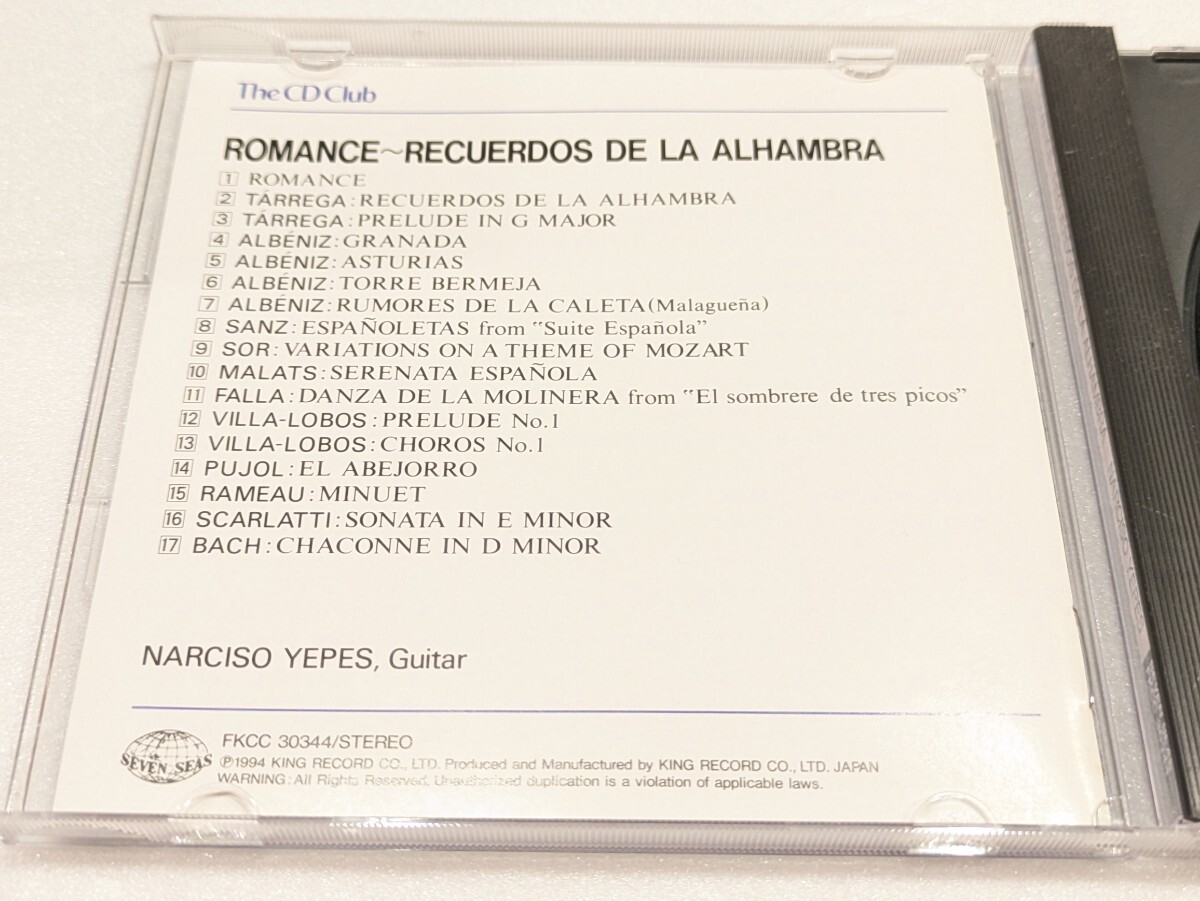 The CD Club
ROMANCE~RECUERDOS DE LA ALHAMBRA
1 ROMANCE
2 TÁRREGA:RECUERDOS DE LA ALHAMBRA
3 TÁRREGA:PRELUDE IN G MAJOR
4 ALBÉNIZ:GRANADA
5 ALBÉNIZ:ASTURIAS
6 ALBÉNIZ:TORRE BERMEJA
7 ALBÉNIZ:RUMORES DE LA CALETA(Malagueña)
8 SANZ:ESPAÑOLETAS from "Suite Española"
9 SOR:VARIATIONS ON A THEME OF MOZART
10 MALATS:SERENATA ESPAÑOLA
11 FALLA:DANZA DE LA MOLINERA from "El sombrere de tres picos"
12 VILLA-LOBOS:PRELUDE No.1
13 VILLA-LOBOS:CHOROS No.1
14 PUJOL:EL ABEJORRO
15 RAMEAU:MINUET
16 SCARLATTI:SONATA IN E MINOR
17 BACH:CHACONNE IN D MINOR
NARCISO YEPES, Guitar
SEVEN SEAS
FKCC 30344/STEREO
℗1994 KING RECORD CO., LTD. Produced and Manufactured by KING RECORD CO., LTD. JAPAN
WARNING: All Rights Reserved. Unauthorized duplication is a violation of applicable laws.